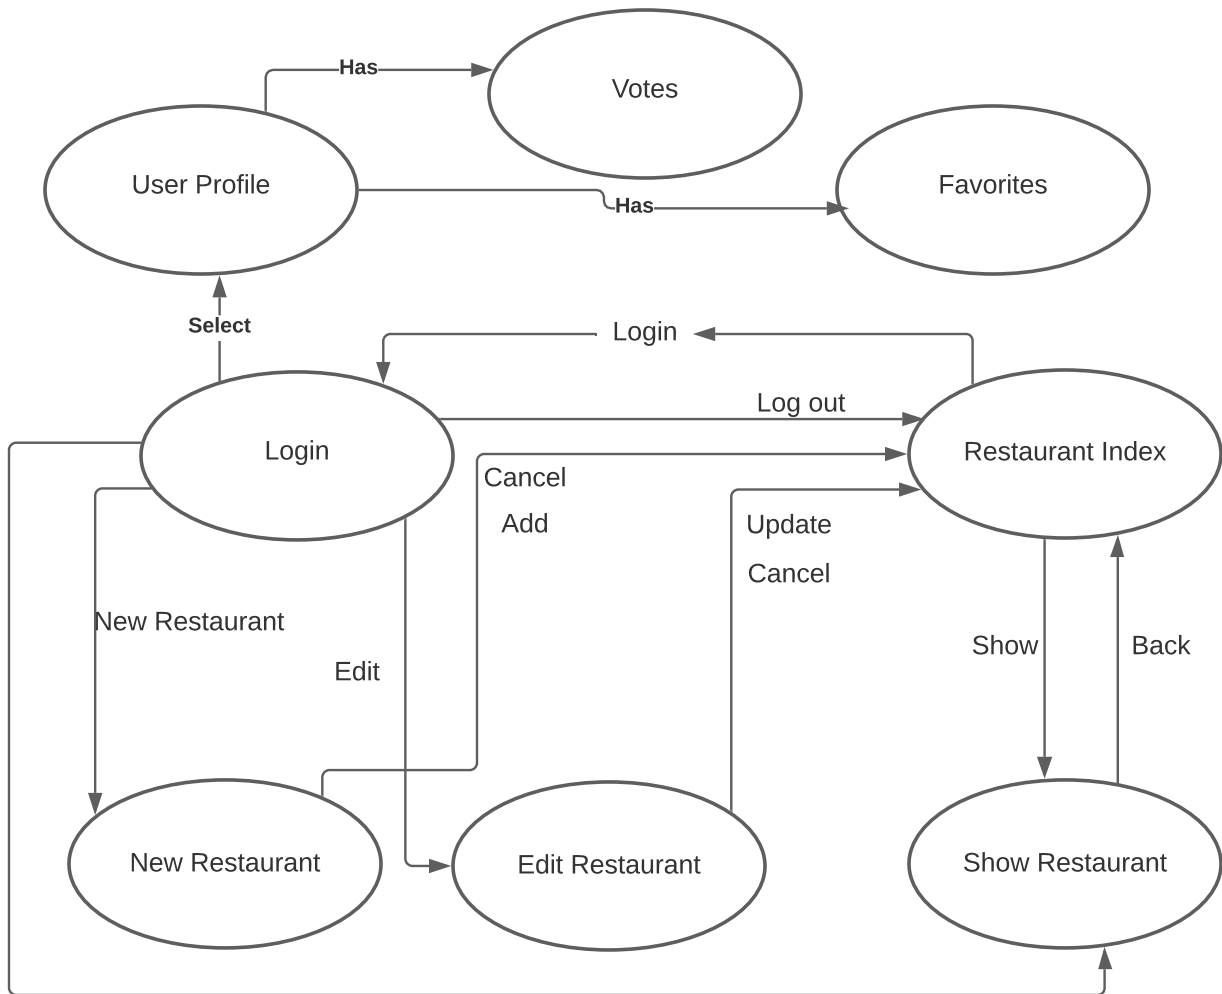 Has
Votes
User Profile
Has
Favorites
Select
Login
Log out
Login
Restaurant Index
Cancel
Add
Update
Cancel
New Restaurant
Edit
Show
Back
New Restaurant
Edit Restaurant
Show Restaurant